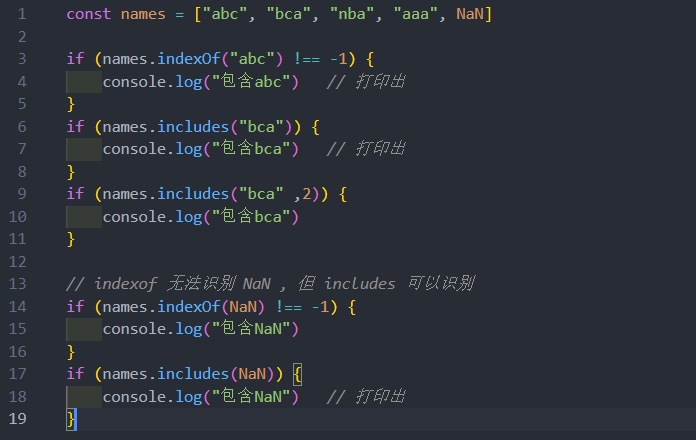 1 const names = ["abc", "bca", "nba", "aaa", NaN]
2
3 if (names.indexOf("abc") !== -1) {
4     console.log("包含abc")   // 打印出
5 }
6 if (names.includes("bca")) {
7     console.log("包含bca")   // 打印出
8 }
9 if (names.includes("bca" ,2)) {
10     console.log("包含bca")
11 }
12
13 // indexof 无法识别 NaN , 但 includes 可以识别
14 if (names.indexOf(NaN) !== -1) {
15     console.log("包含NaN")
16 }
17 if (names.includes(NaN)) {
18     console.log("包含NaN")   // 打印出
19 }